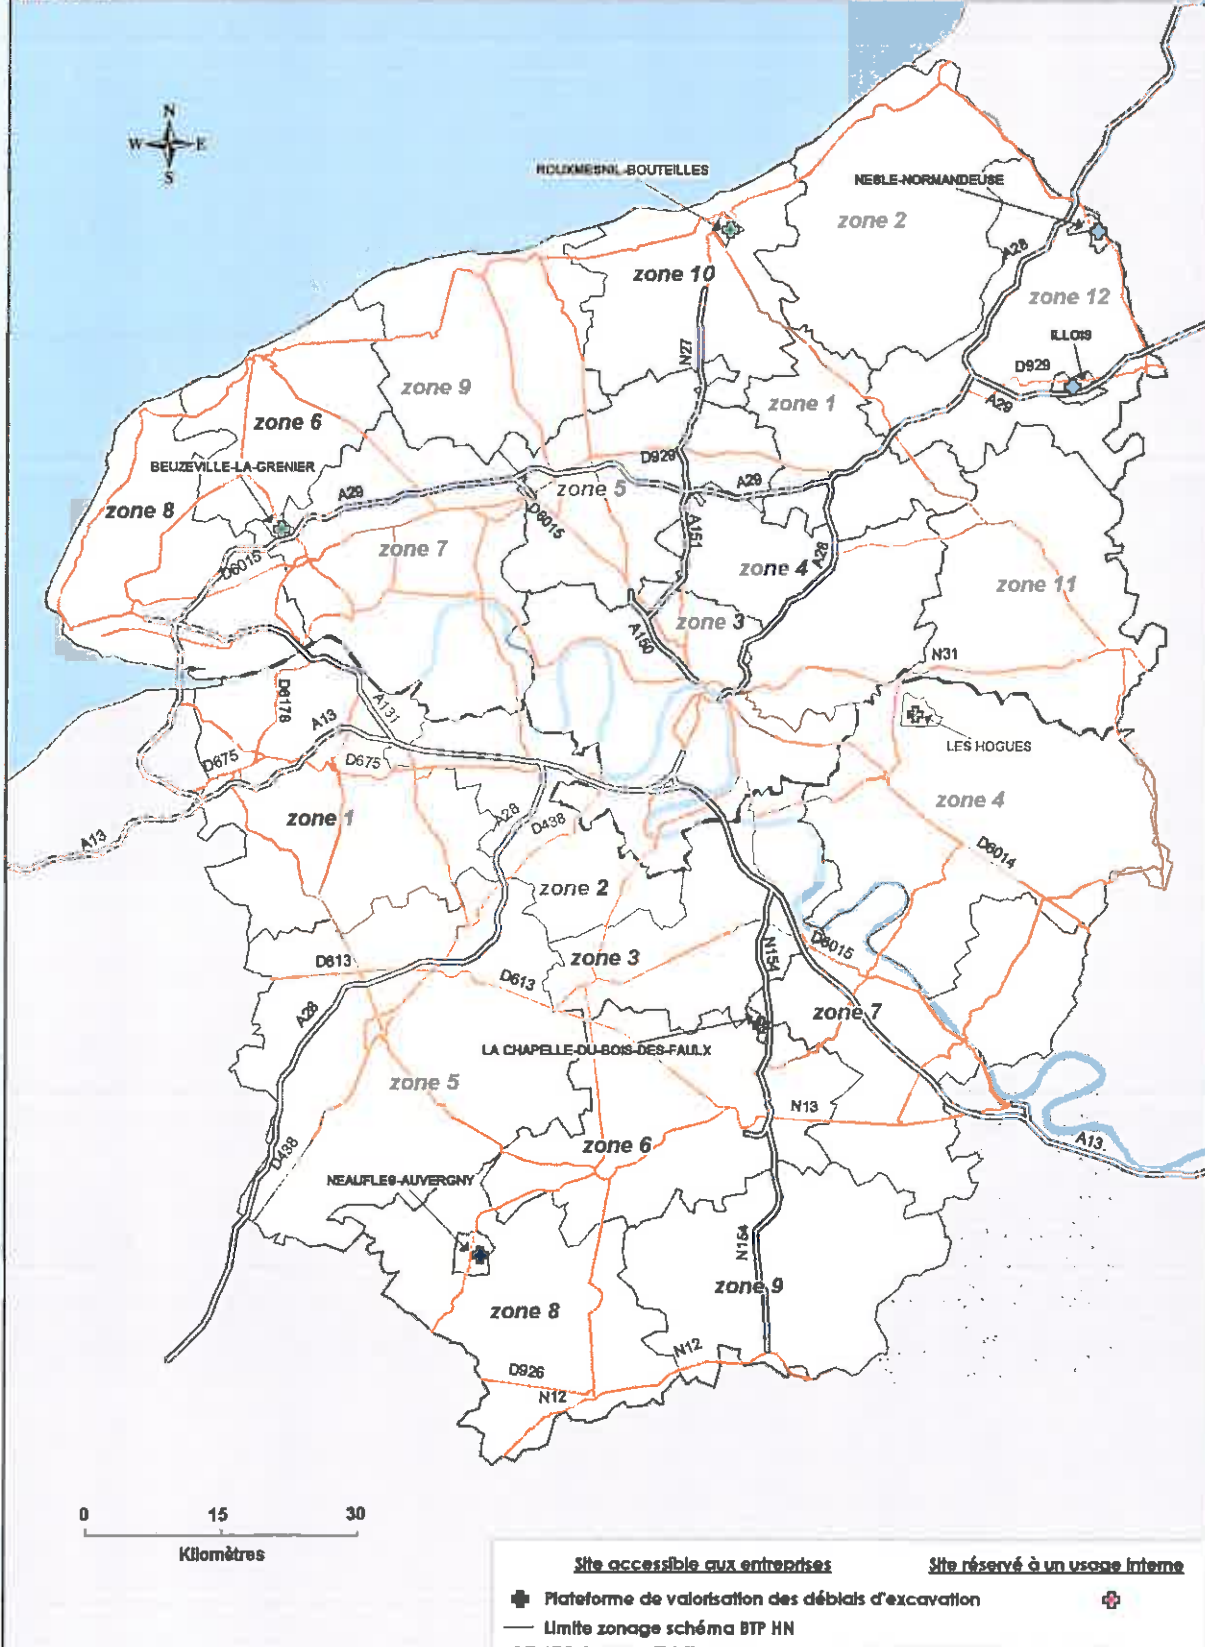 N
W E
S
ROUXMESNIL-BOUTEILLES
NESLE-NORMANDEUSE
zone 2
A28
zone 10
zone 12
ILLOIS
N27
D929
zone 9
zone 1
A29
zone 6
D929
BEUZEVILLE-LA-GRENIER
A29
A29
zone 5
zone 8
D6015
A151
zone 7
A28
zone 4
D6015
zone 11
zone 3
A150
N31
D6178
A131
A13
LES HOGUES
D675
D675
zone 4
A28
zone 1
D438
A13
D6014
zone 2
D6015
N154
D613
zone 3
D613
A28
zone 7
LA CHAPELLE-DU-BOIS-DES-FAULX
zone 5
N13
A13
D438
zone 6
NEAUFLES-AUVERGNY
N154
zone 9
zone 8
N12
D926
N12
0 15 30
Kilomètres
Site accessible aux entreprises Site réservé à un usage interne
Plateforme de valorisation des déblais d'excavation
Limite zonage schéma BTP HN